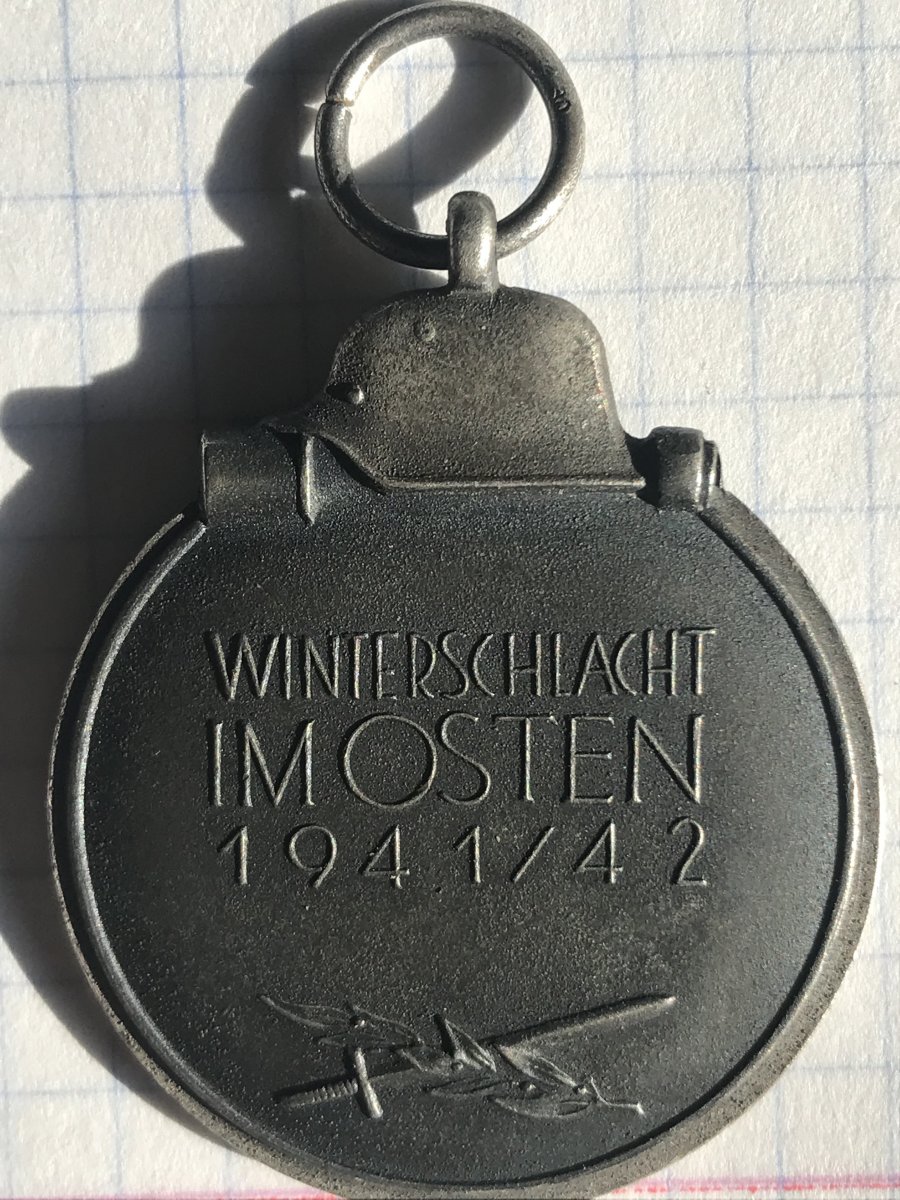 WINTERSCHLACHT
IM OSTEN
1941/42